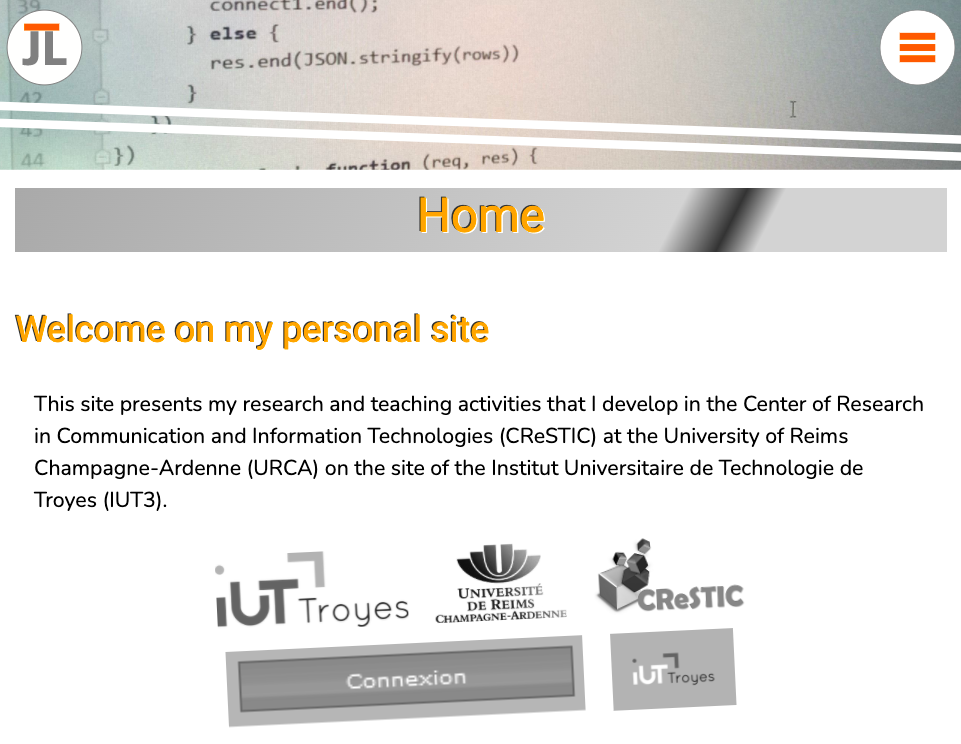 39
connect1.end();
JL
} else {
res.end(JSON.stringify(rows))
42
}
43
})
44
})
function (req, res) {
Home
Welcome on my personal site
This site presents my research and teaching activities that I develop in the Center of Research
in Communication and Information Technologies (CReSTIC) at the University of Reims
Champagne-Ardenne (URCA) on the site of the Institut Universitaire de Technologie de
Troyes (IUT3).
iUT Troyes
UNIVERSITÉ
DE REIMS
CHAMPAGNE-ARDENNE
CReSTIC
Connexion
iUT Troyes